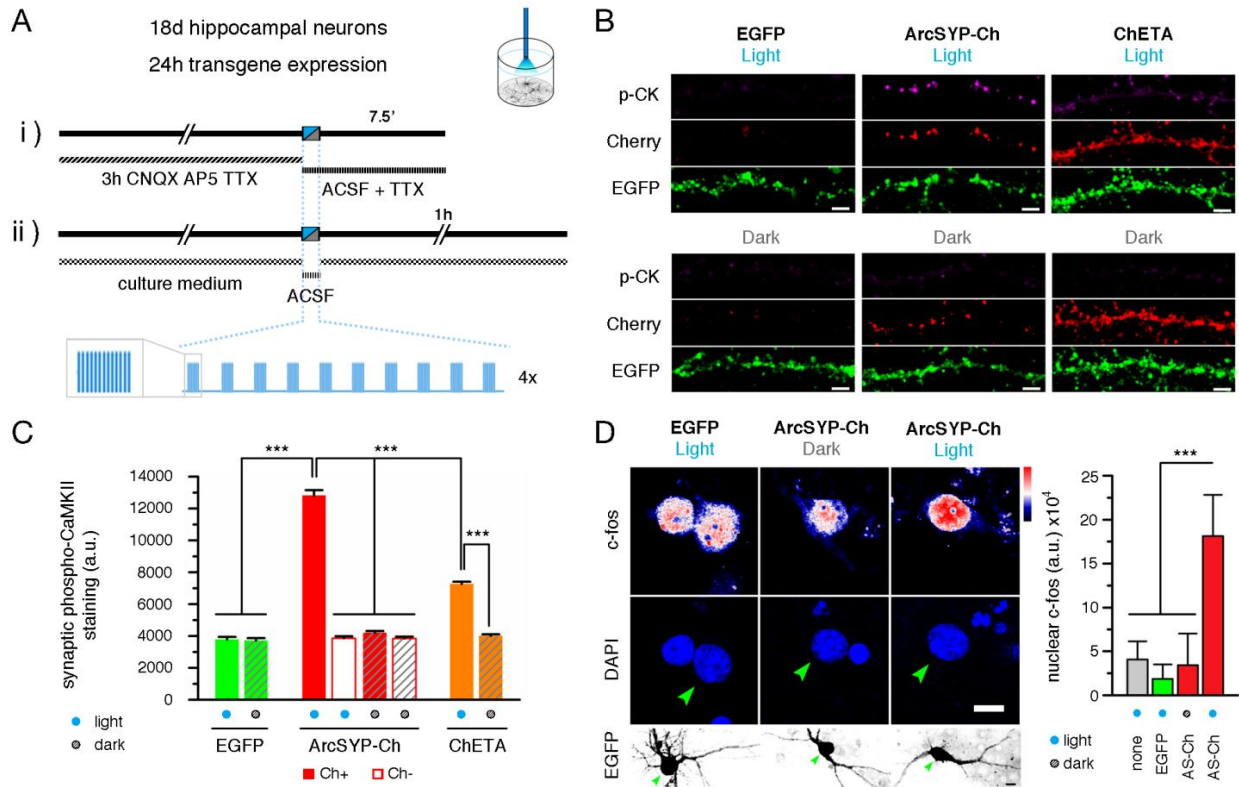 A
18d hippocampal neurons
24h transgene expression
i )
7.5’
3h CNQX AP5 TTX
ACSF + TTX
ii )
1h
culture medium
ACSF
4x
B
EGFP ArcSYP-Ch ChETA
Light Light Light
p-CK
Cherry
EGFP
Dark Dark Dark
p-CK
Cherry
EGFP
C
synaptic phospho-CaMKII
staining (a.u.)
14000
12000
10000
8000
6000
4000
2000
0
*** *** ***
light
dark
EGFP ArcSYP-Ch ChETA
Ch+ Ch-
D
EGFP ArcSYP-Ch ArcSYP-Ch
Light Dark Light
c-fos
DAPI
EGFP
nuclear c-fos (a.u.) x10⁴
25
20
15
10
5
0
***
light
dark
none
EGFP
AS-Ch
AS-Ch